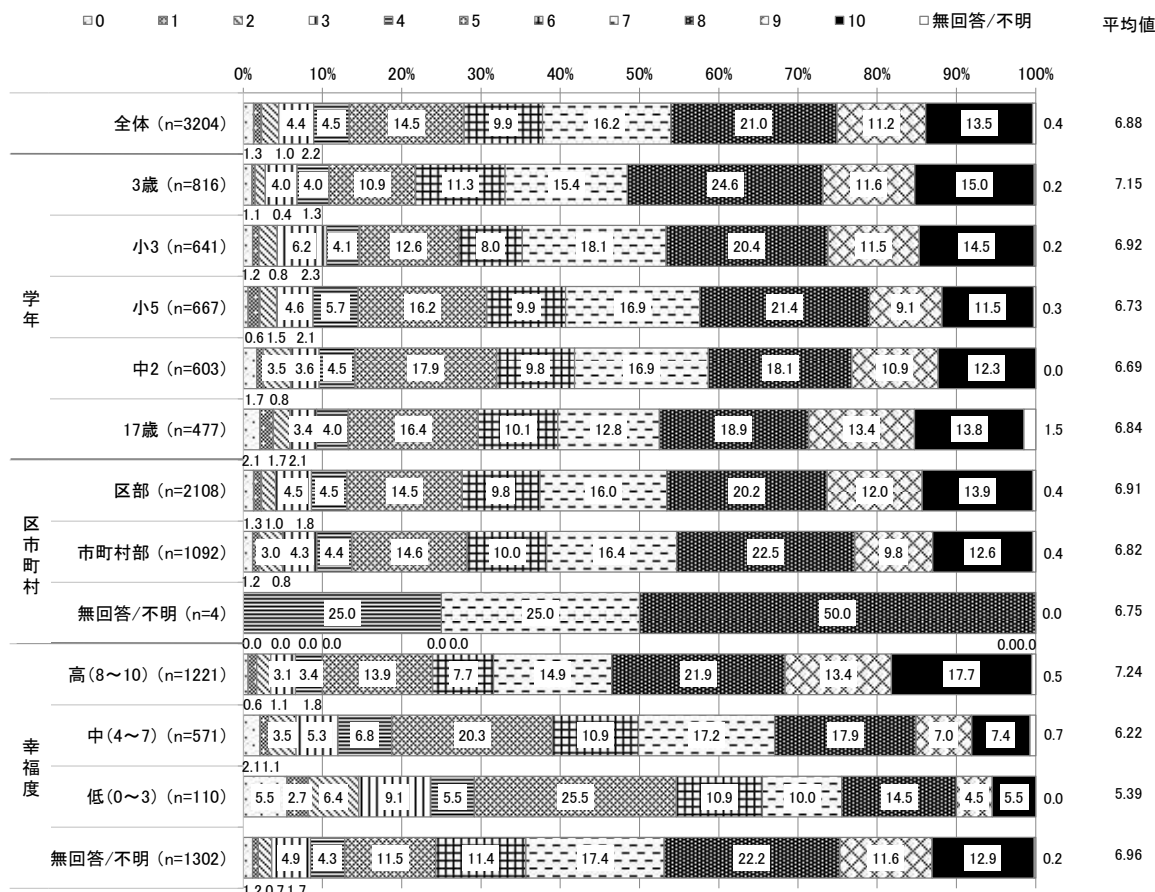 0 1 2 3 4 5 6 7 8 9 10 無回答/不明 平均値
0% 10% 20% 30% 40% 50% 60% 70% 80% 90% 100%
全体 (n=3204) 4.4 4.5 14.5 9.9 16.2 21.0 11.2 13.5 0.4 6.88
1.3 1.0 2.2
学年
3歳 (n=816) 4.0 4.0 10.9 11.3 15.4 24.6 11.6 15.0 0.2 7.15
1.1 0.4 1.3
小3 (n=641) 6.2 4.1 12.6 8.0 18.1 20.4 11.5 14.5 0.2 6.92
1.2 0.8 2.3
小5 (n=667) 4.6 5.7 16.2 9.9 16.9 21.4 9.1 11.5 0.3 6.73
0.6 1.5 2.1
中2 (n=603) 3.5 3.6 4.5 17.9 9.8 16.9 18.1 10.9 12.3 0.0 6.69
1.7 0.8
17歳 (n=477) 3.4 4.0 16.4 10.1 12.8 18.9 13.4 13.8 1.5 6.84
2.1 1.7 2.1
区市町村
区部 (n=2108) 4.5 4.5 14.5 9.8 16.0 20.2 12.0 13.9 0.4 6.91
1.3 1.0 1.8
市町村部 (n=1092) 3.0 4.3 4.4 14.6 10.0 16.4 22.5 9.8 12.6 0.4 6.82
1.2 0.8
無回答/不明 (n=4) 25.0 25.0 50.0 0.0 6.75
0.0 0.0 0.0 0.0 0.0 0.0 0.0 0.0
幸福度
高(8～10) (n=1221) 3.1 3.4 13.9 7.7 14.9 21.9 13.4 17.7 0.5 7.24
0.6 1.1 1.8
中(4～7) (n=571) 3.5 5.3 6.8 20.3 10.9 17.2 17.9 7.0 7.4 0.7 6.22
2.1 1.1
低(0～3) (n=110) 5.5 2.7 6.4 9.1 5.5 25.5 10.9 10.0 14.5 4.5 5.5 0.0 5.39
無回答/不明 (n=1302) 4.9 4.3 11.5 11.4 17.4 22.2 11.6 12.9 0.2 6.96
1.2 0.7 1.7